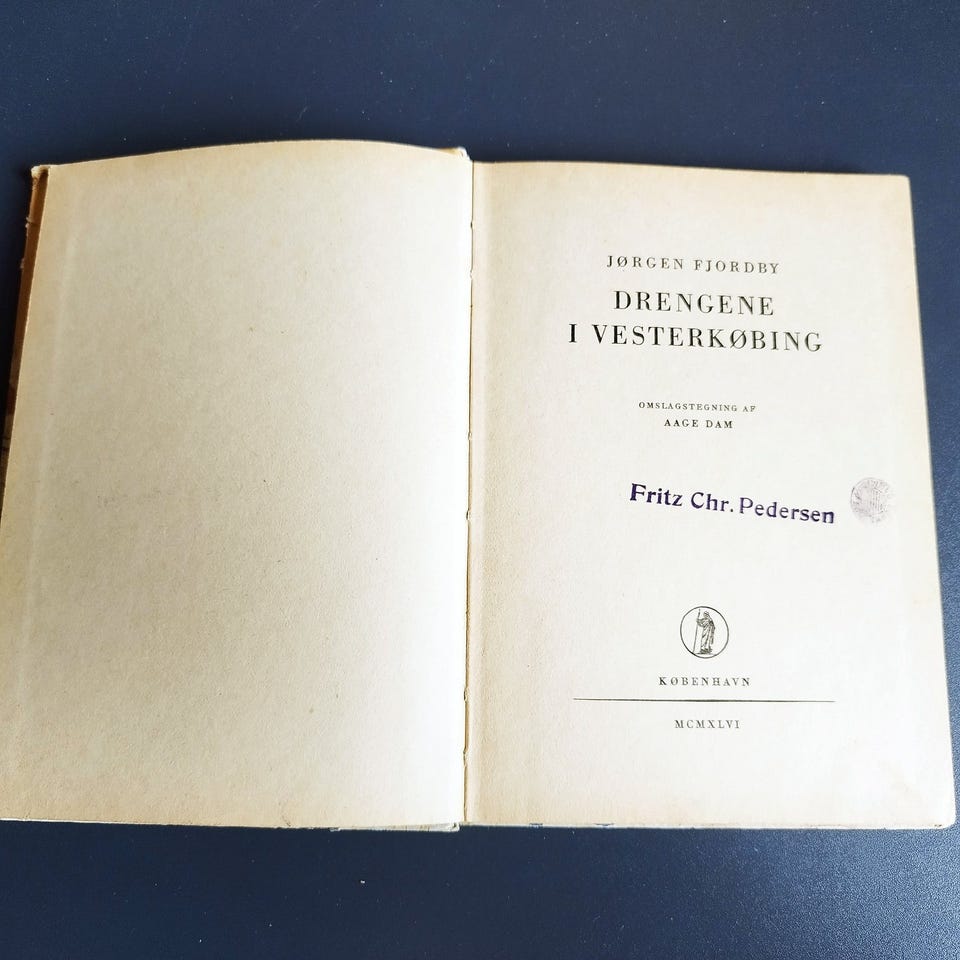 JØRGEN FJORDBY
DRENGENE
I VESTERKØBING
OMSLAGSTEGNING AF
AAGE DAM
Fritz Chr. Pedersen
KØBENHAVN
MCMXLVI